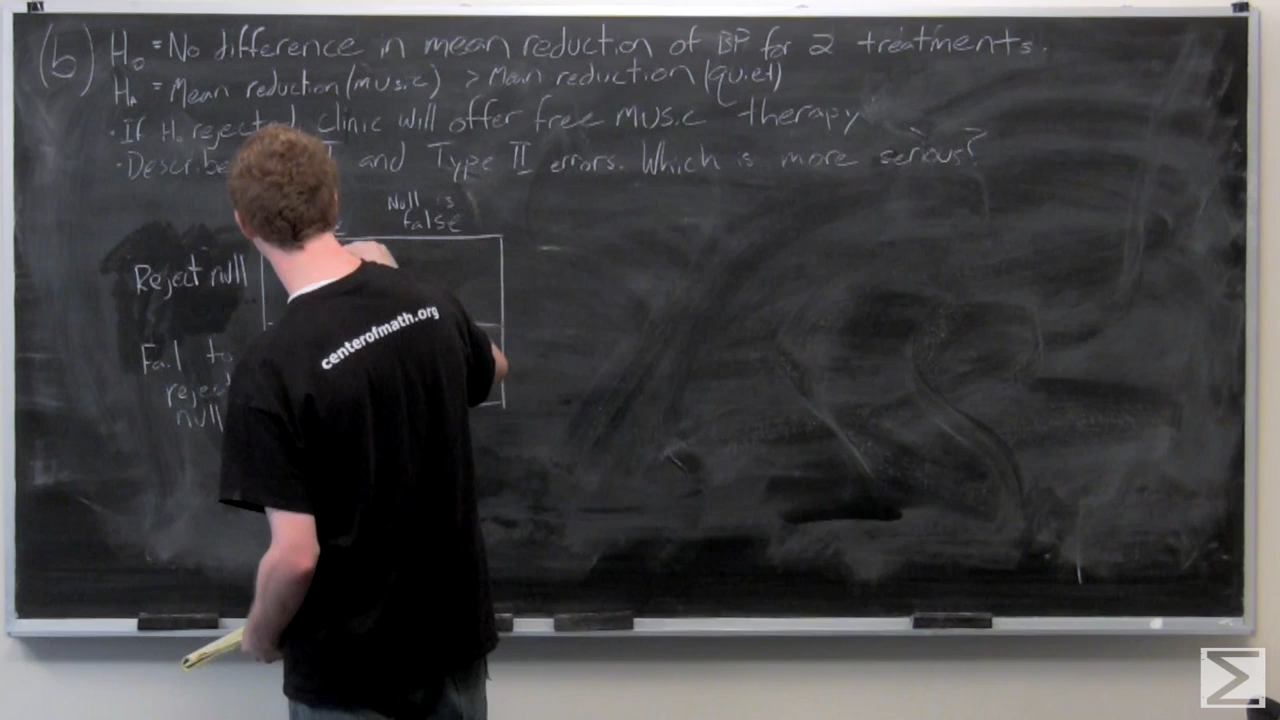 (b) H₀ = No difference in mean reduction of BP for 2 treatments.
Hₐ = Mean reduction (music) > Mean reduction (quiet)
• If H₀ rejected, clinic will offer free music therapy
• Describe I and Type II errors. Which is more serious?
Null is
false
Reject null
Fail to
reject
null
centerofmath.org
Σ